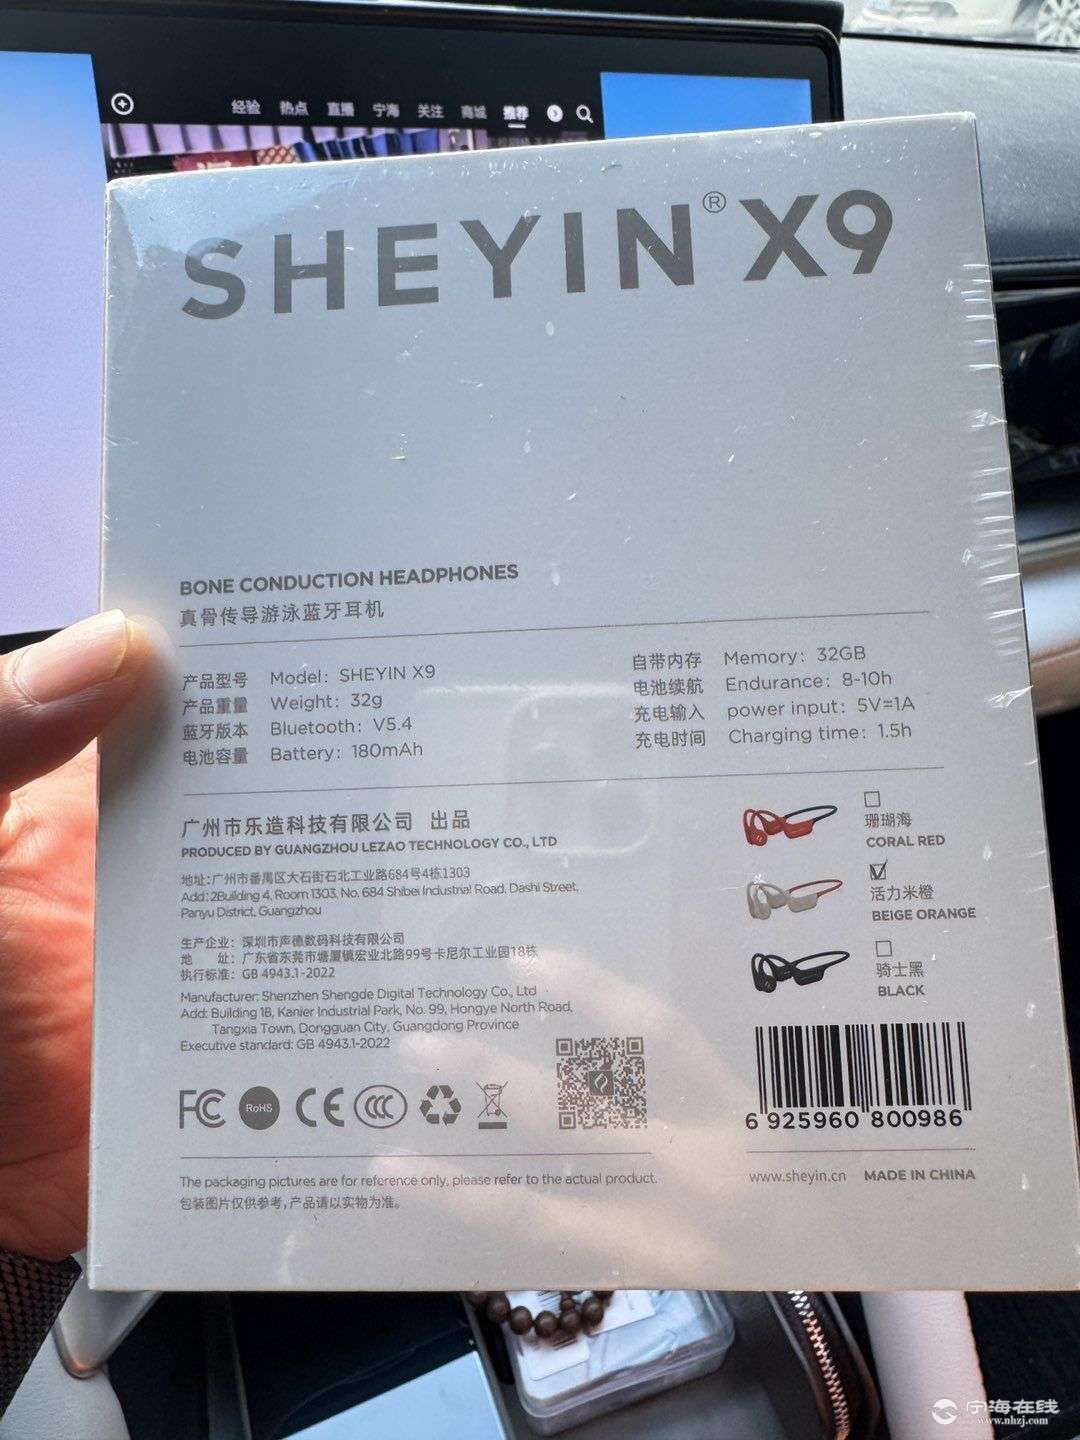 经验 热点 直播 宁海 关注 商城 推荐
SHEYIN® X9
BONE CONDUCTION HEADPHONES
真骨传导游泳蓝牙耳机
产品型号 Model: SHEYIN X9
产品重量 Weight: 32g
蓝牙版本 Bluetooth: V5.4
电池容量 Battery: 180mAh
自带内存 Memory: 32GB
电池续航 Endurance: 8-10h
充电输入 power input: 5V=1A
充电时间 Charging time: 1.5h
广州市乐造科技有限公司 出品
PRODUCED BY GUANGZHOU LEZAO TECHNOLOGY CO., LTD
地址:广州市番禺区大石街石北工业路684号4栋1303
Add: 2Building 4, Room 1303, No. 684 Shibei Industrial Road, Dashi Street,
Panyu District, Guangzhou
生产企业: 深圳市声德数码科技有限公司
地 址: 广东省东莞市塘厦镇宏业北路99号卡尼尔工业园18栋
执行标准: GB 4943.1-2022
Manufacturer: Shenzhen Shengde Digital Technology Co., Ltd
Add: Building 18, Kanier Industrial Park, No. 99, Hongye North Road,
Tangxia Town, Dongguan City, Guangdong Province
Executive standard: GB 4943.1-2022
珊瑚海
CORAL RED
活力米橙
BEIGE ORANGE
骑士黑
BLACK
FC RoHS CE CCC
6 925960 800986
The packaging pictures are for reference only, please refer to the actual product.
包装图片仅供参考,产品请以实物为准。
www.sheyin.cn MADE IN CHINA
宁海在线
www.nhzj.com